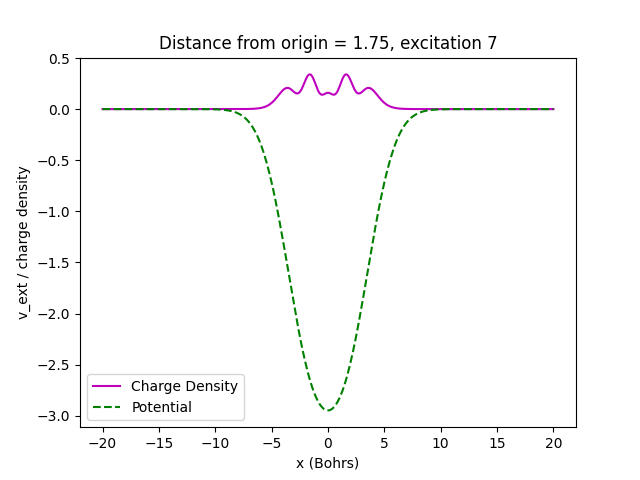 Distance from origin = 1.75, excitation 7
v_ext / charge density
0.5
0.0
−0.5
−1.0
−1.5
−2.0
−2.5
−3.0
Charge Density
Potential
−20 −15 −10 −5 0 5 10 15 20
x (Bohrs)